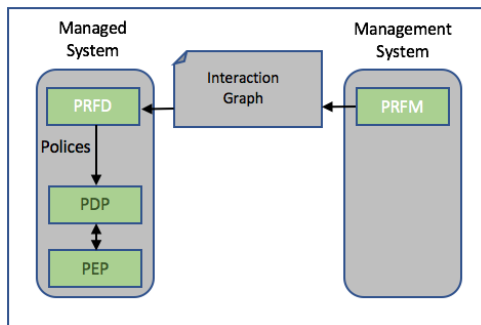 Managed
System
Management
System
Interaction
Graph
PRFD
PRFM
Polices
PDP
PEP